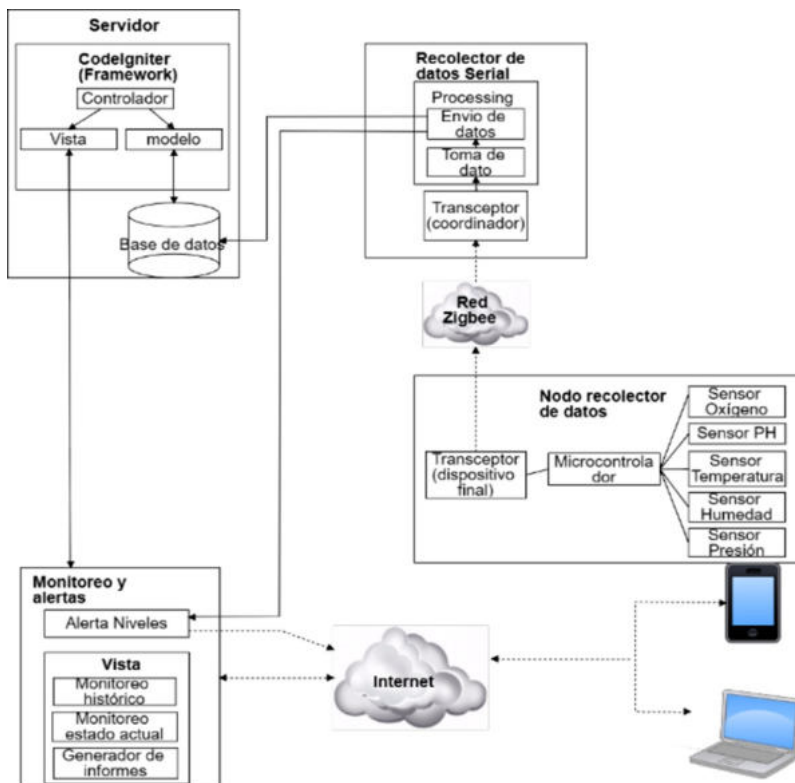 Servidor
CodeIgniter
(Framework)
Controlador
Vista
modelo
Base de datos
Recolector de
datos Serial
Processing
Envio de
datos
Toma de
dato
Transceptor
(coordinador)
Red
Zigbee
Nodo recolector
de datos
Transceptor
(dispositivo
final)
Microcontrola
dor
Sensor
Oxígeno
Sensor PH
Sensor
Temperatura
Sensor
Humedad
Sensor
Presión
Monitoreo y
alertas
Alerta Niveles
Vista
Monitoreo
histórico
Monitoreo
estado actual
Generador de
informes
Internet